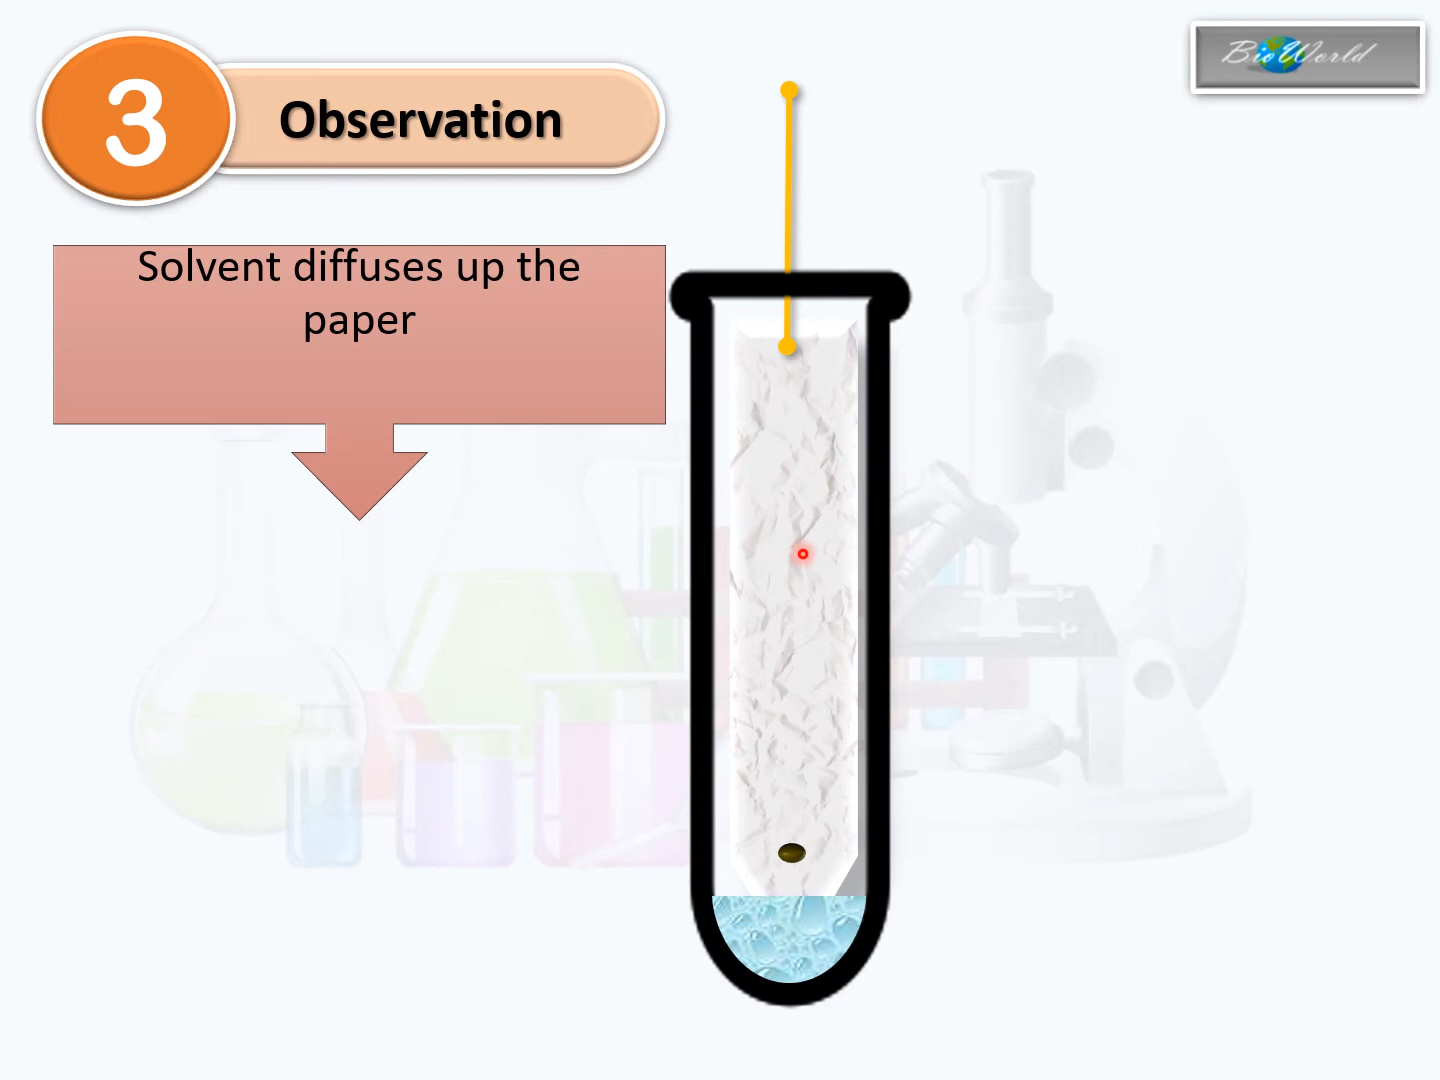 3
Observation
BioWorld
Solvent diffuses up the
paper